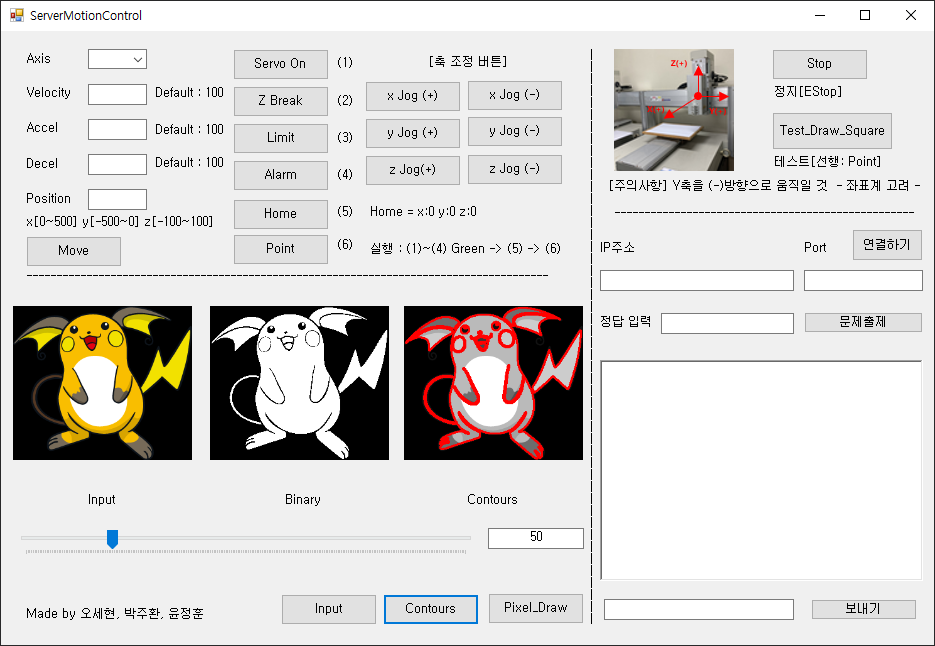 ServerMotionControl
Axis
Velocity
Default : 100
Accel
Default : 100
Decel
Default : 100
Position
x[0~500] y[-500~0] z[-100~100]
Move
Servo On
(1)
Z Break
(2)
Limit
(3)
Alarm
(4)
Home
(5)
Point
(6)
[축 조정 버튼]
x Jog (+)
x Jog (-)
y Jog (+)
y Jog (-)
z Jog(+)
z Jog (-)
Home = x:0 y:0 z:0
실행 : (1)~(4) Green -> (5) -> (6)
Z(+)
Stop
정지[EStop]
Test_Draw_Square
테스트[선행: Point]
[주의사항] Y축을 (-)방향으로 움직일 것 - 좌표계 고려 -
IP주소
Port
연결하기
정답 입력
문제출제
Input
Binary
Contours
50
Made by 오세현, 박주환, 윤정훈
Input
Contours
Pixel_Draw
보내기